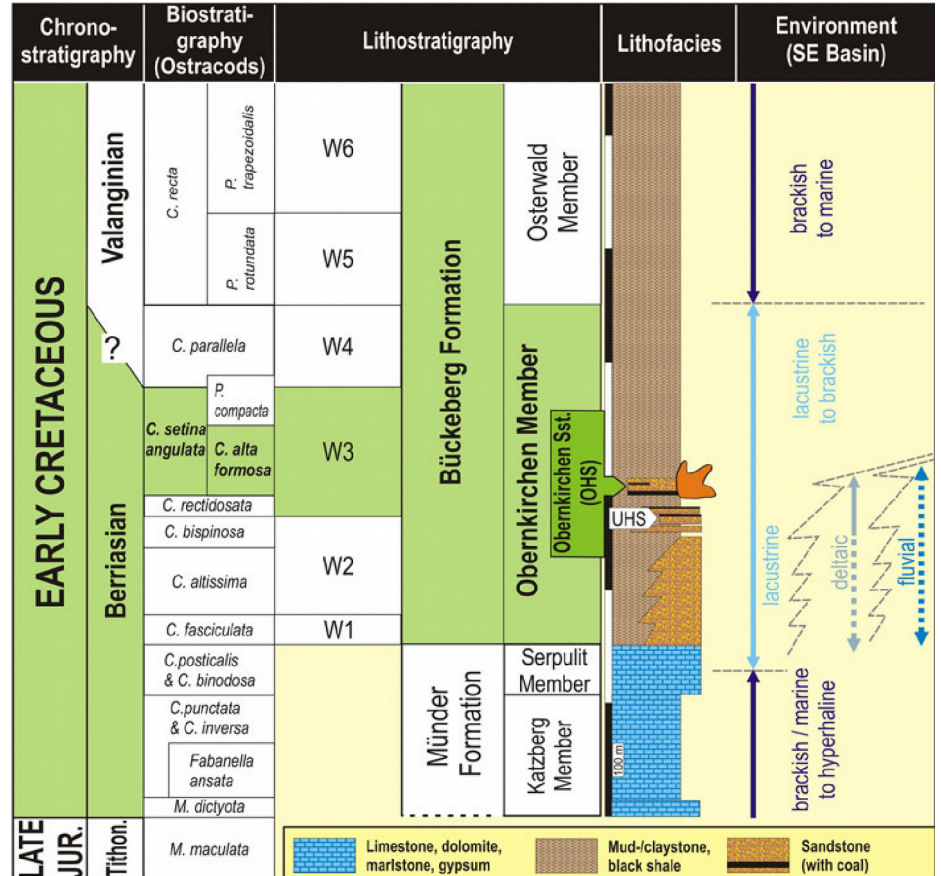 Chrono-
stratigraphy
Biostrati-
graphy
(Ostracods)
Lithostratigraphy
Lithofacies
Environment
(SE Basin)
EARLY CRETACEOUS
LATE
JUR.
Valanginian
?
Berriasian
Tithon.
C. recta
P.
trapezoidalis
P.
rotundata
C. parallela
P.
compacta
C. setina
angulata
C. alta
formosa
C. rectidosata
C. bispinosa
C. altissima
C. fasciculata
C.posticalis
& C. binodosa
C.punctata
& C. inversa
Fabanella
ansata
M. dictyota
M. maculata
W6
W5
W4
W3
W2
W1
Bückeberg Formation
Münder
Formation
Osterwald
Member
Obernkirchen Member
Serpulit
Member
Katzberg
Member
Obernkirchen Sst.
(OHS)
UHS
100 m
brackish
to marine
lacustrine
to brackish
lacustrine
deltaic
fluvial
brackish / marine
to hyperhaline
Limestone, dolomite,
marlstone, gypsum
Mud-/claystone,
black shale
Sandstone
(with coal)